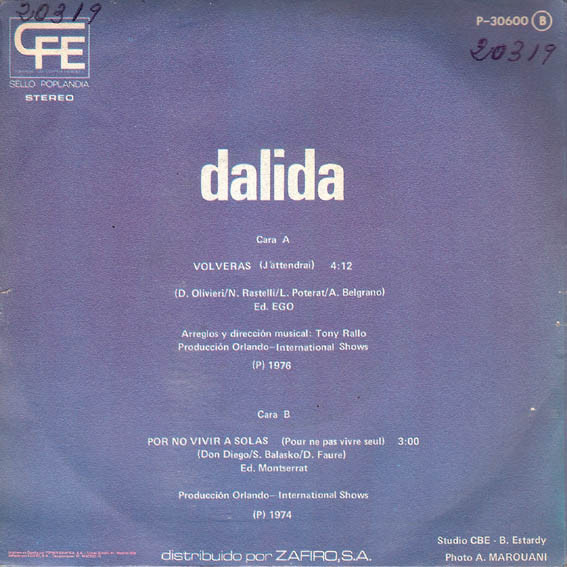 20319
P-30600 B
20319
CFE
SELLO POPLANDIA
STEREO
dalida
Cara A
VOLVERAS (J'attendrai) 4:12
(D. Olivieri/N. Rastelli/L. Poterat/A. Belgrano)
Ed. EGO
Arreglos y dirección musical: Tony Rallo
Producción Orlando-International Shows
(P) 1976
Cara B
POR NO VIVIR A SOLAS (Pour ne pas vivre seul) 3:00
(Don Diego/S. Balasko/D. Faure)
Ed. Montserrat
Producción Orlando- International Shows
(P) 1974
distribuido por ZAFIRO, S.A.
Studio CBE - B. Estardy
Photo A. MAROUANI